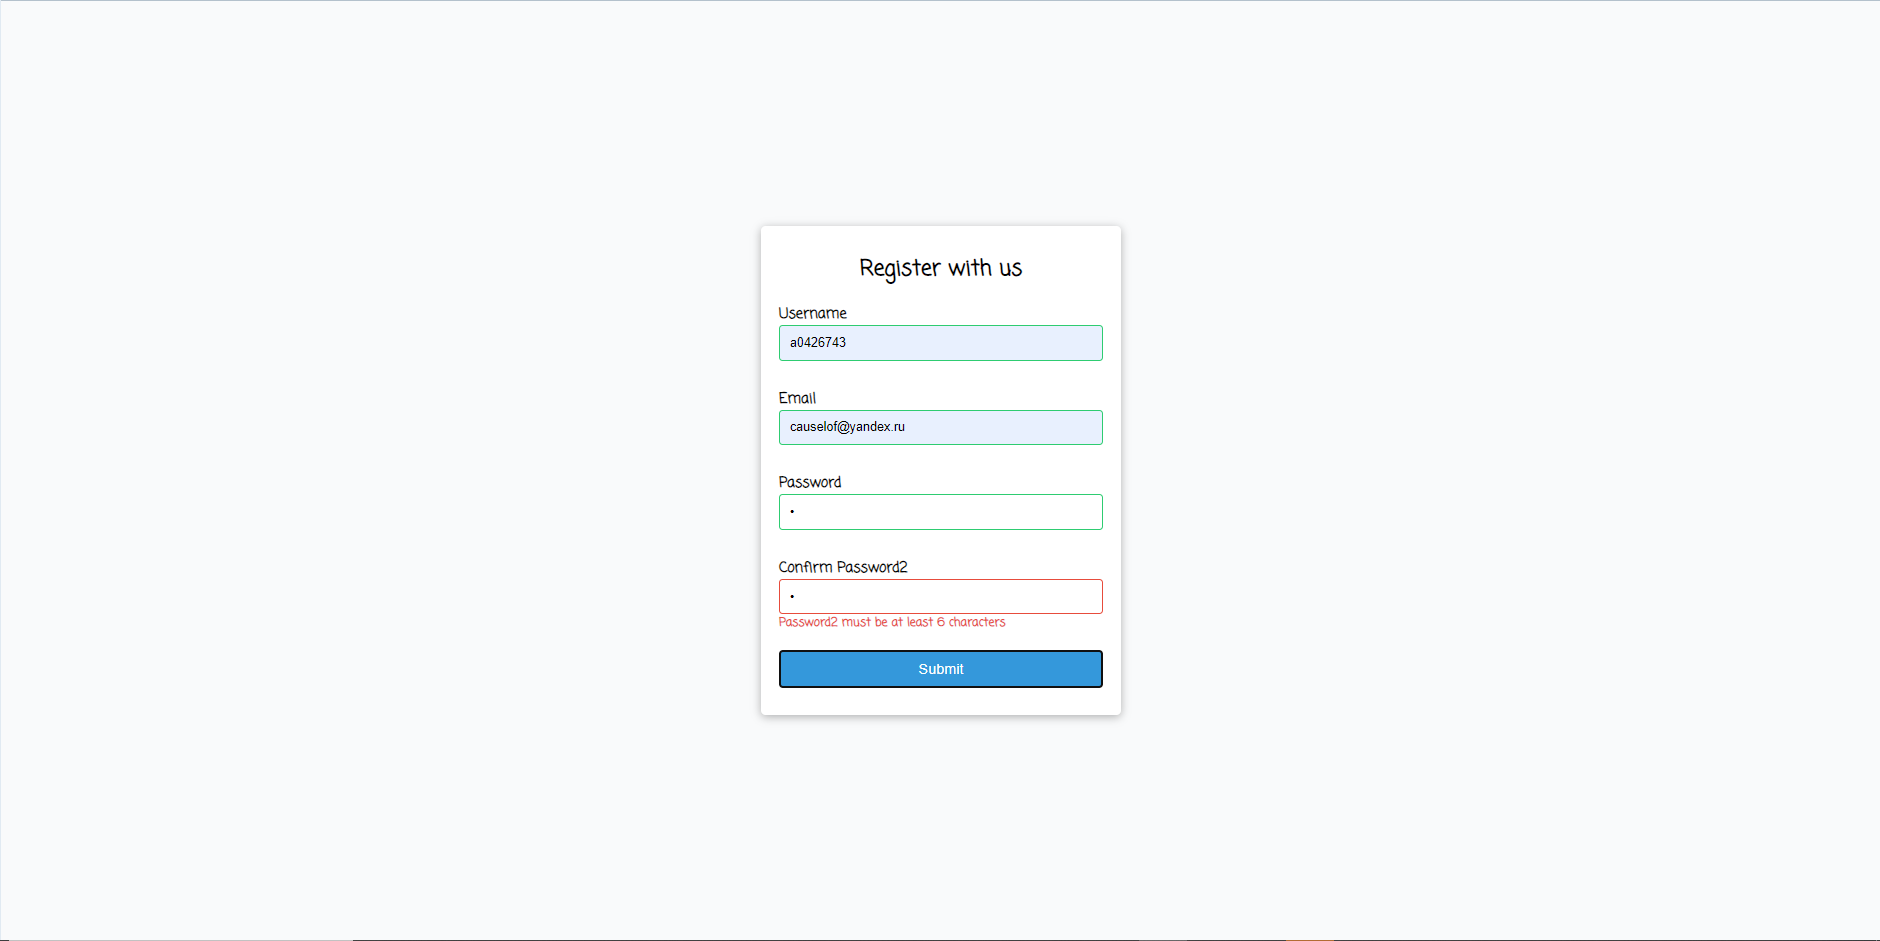 Register with us
Username
a0426743
Email
causelof@yandex.ru
Password
•
Confirm Password2
•
Password2 must be at least 6 characters
Submit